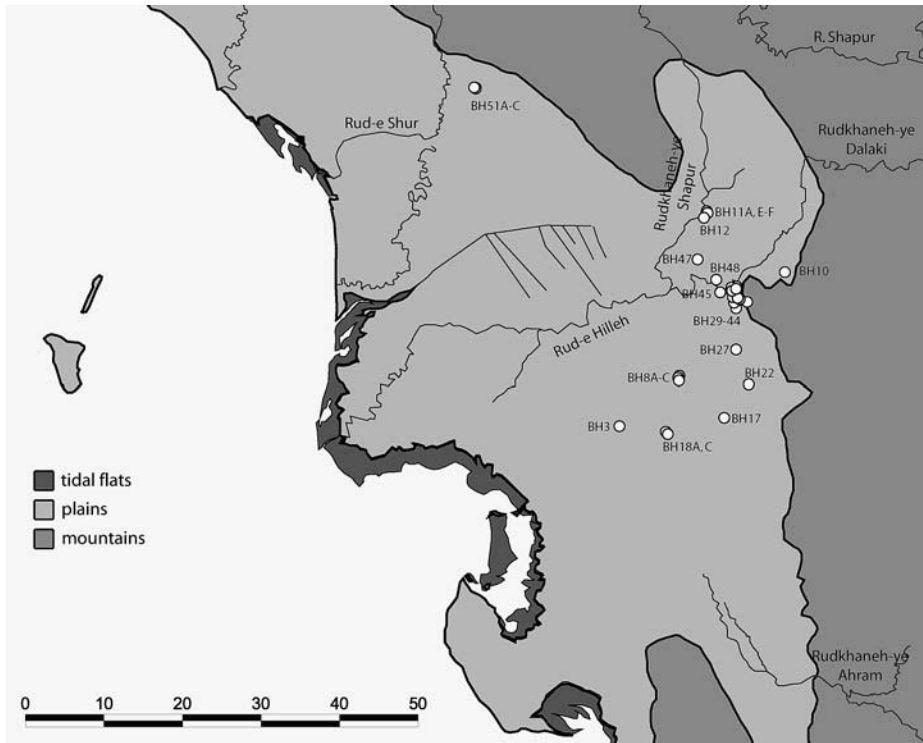 R. Shapur
BH51A-C
Rud-e Shur
Rudkhaneh-ye
Dalaki
Rudkhaneh-ye
Shapur
BH11A, E-F
BH12
BH47
BH48
BH10
BH45
BH29-44
Rud-e Hilleh
BH27
BH8A-C
BH22
BH17
BH3
BH18A, C
tidal flats
plains
mountains
Rudkhaneh-ye
Ahram
0 10 20 30 40 50